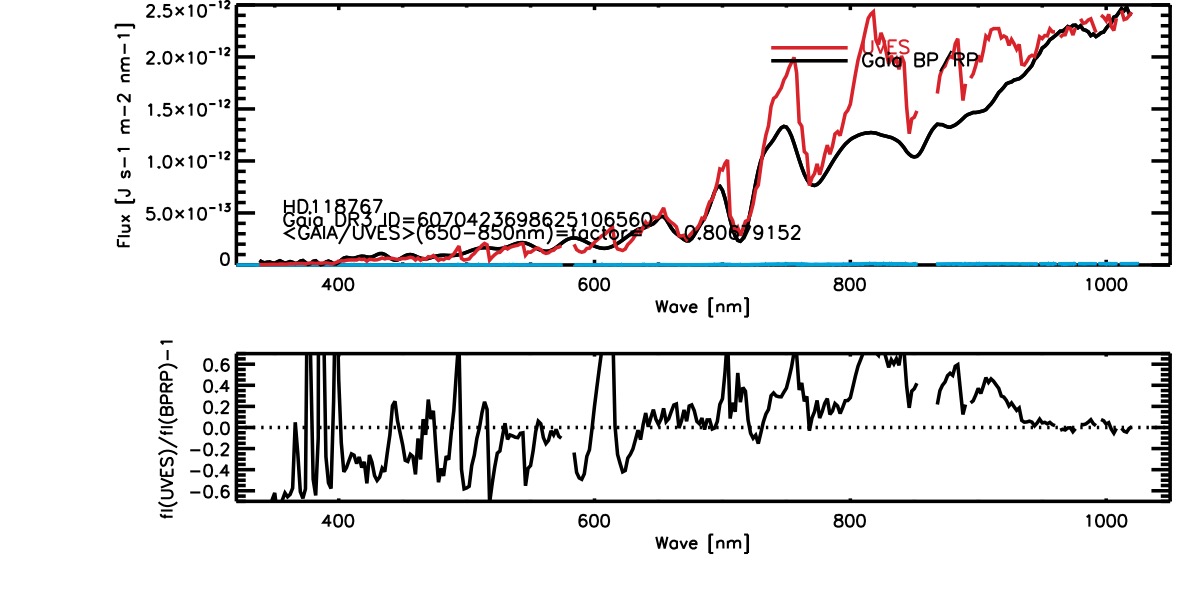 2.5×10−12
2.0×10−12
1.5×10−12
1.0×10−12
5.0×10−13
0
Flux [J s−1 m−2 nm−1]
UVES
Gaia BP/RP
HD118767
Gaia DR3 ID=6070423698625106560
<GAIA/UVES>(650−850nm)=factor=
400 600 800 1000
Wave [nm]
0.6
0.4
0.2
0.0
−0.2
−0.4
−0.6
fl(UVES)/fl(BPRP)−1
400 600 800 1000
Wave [nm]